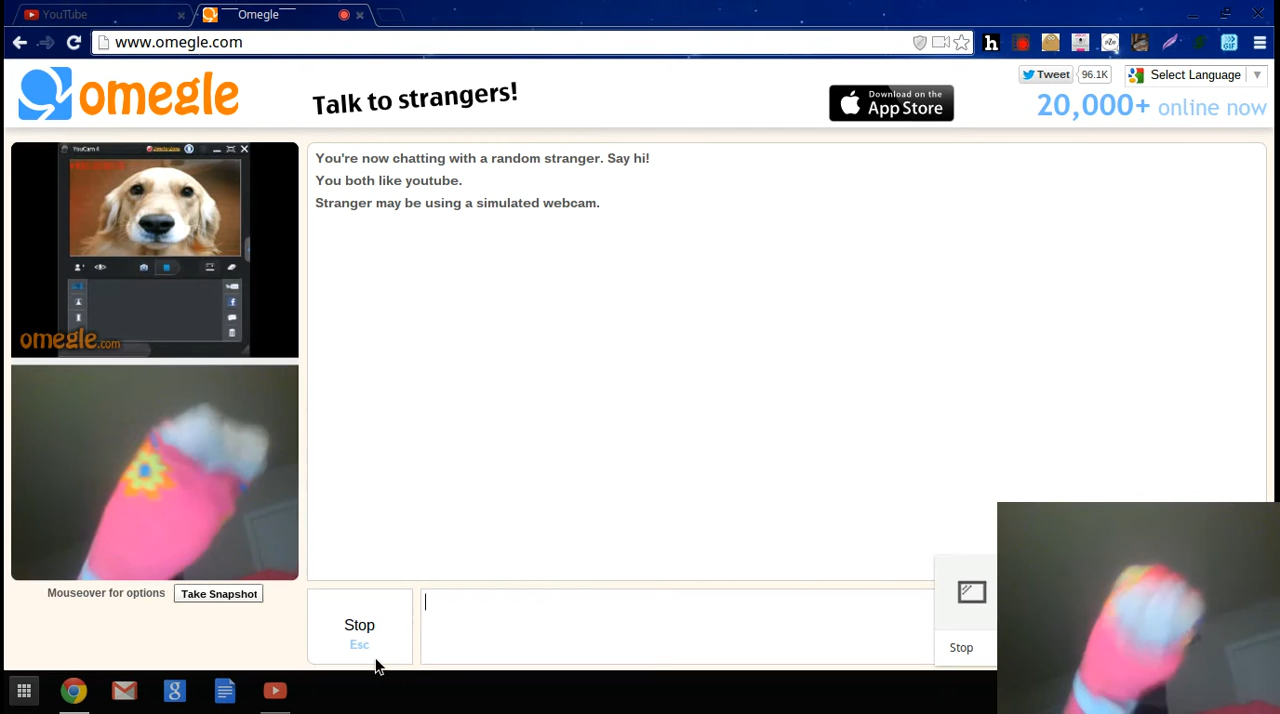 YouTube
Omegle
www.omegle.com
omegle
Talk to strangers!
Download on the
App Store
Tweet
96.1K
Select Language
20,000+ online now
You're now chatting with a random stranger. Say hi!
You both like youtube.
Stranger may be using a simulated webcam.
YouCam 4
omegle.com
Mouseover for options
Take Snapshot
Stop
Esc
Stop